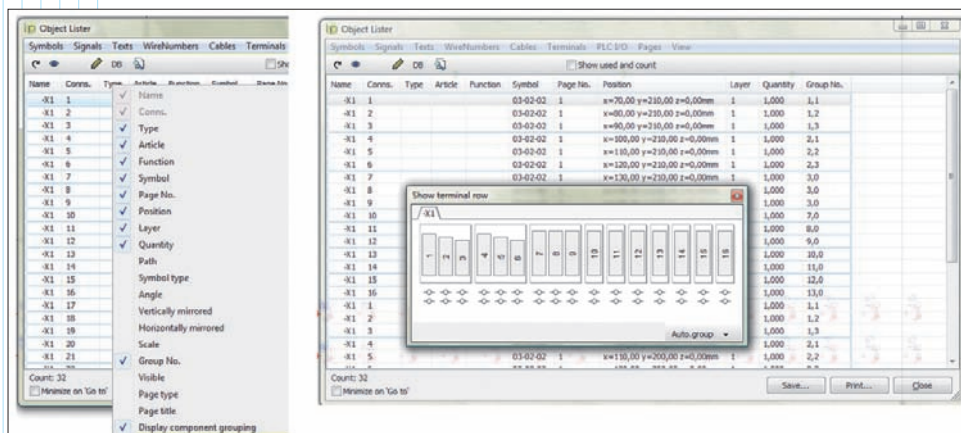 Object Lister
Symbols Signals Texts WireNumbers Cables Terminals
DB
Name Conns.
-X1 1
-X1 2
-X1 3
-X1 4
-X1 5
-X1 6
-X1 7
-X1 8
-X1 9
-X1 10
-X1 11
-X1 12
-X1 13
-X1 14
-X1 15
-X1 16
-X1 17
-X1 18
-X1 19
-X1 20
-X1 21
Name
Conns.
Type
Article
Function
Symbol
Page No.
Position
Layer
Quantity
Path
Symbol type
Angle
Vertically mirrored
Horizontally mirrored
Scale
Group No.
Visible
Page type
Page title
Display component grouping
Count: 32
Minimize on 'Go to'
Object Lister
Symbols Signals Texts WireNumbers Cables Terminals PLC I/O Pages View
DB Show used and count
Name Conns. Type Article Function Symbol Page No. Position Layer Quantity Group No.
-X1 1 03-02-02 1 x=70,00 y=210,00 z=0,00mm 1 1,000 1,1
-X1 2 03-02-02 1 x=80,00 y=210,00 z=0,00mm 1 1,000 1,2
-X1 3 03-02-02 1 x=90,00 y=210,00 z=0,00mm 1 1,000 1,3
-X1 4 03-02-02 1 x=100,00 y=210,00 z=0,00mm 1 1,000 2,1
-X1 5 03-02-02 1 x=110,00 y=210,00 z=0,00mm 1 1,000 2,2
-X1 6 03-02-02 1 x=120,00 y=210,00 z=0,00mm 1 1,000 2,3
-X1 7 03-02-02 1 x=130,00 y=210,00 z=0,00mm 1 1,000 3,0
-X1 8 1,000 3,0
-X1 9 1,000 3,0
-X1 10 1,000 7,0
-X1 11 1,000 8,0
-X1 12 1,000 9,0
-X1 13 1,000 10,0
-X1 14 1,000 11,0
-X1 15 1,000 12,0
-X1 16 1,000 13,0
-X1 1 1,000 1,1
-X1 2 1,000 1,2
-X1 3 1,000 1,3
-X1 4 1,000 2,1
-X1 5 03-02-02 1 x=110,00 y=200,00 z=0,00mm 1 1,000 2,2
Show terminal row
-X1
1 2 3 4 5 6 7 8 9 10 11 12 13 14 15 16
Auto.group
Count: 32
Minimize on 'Go to'
Save... Print... Close